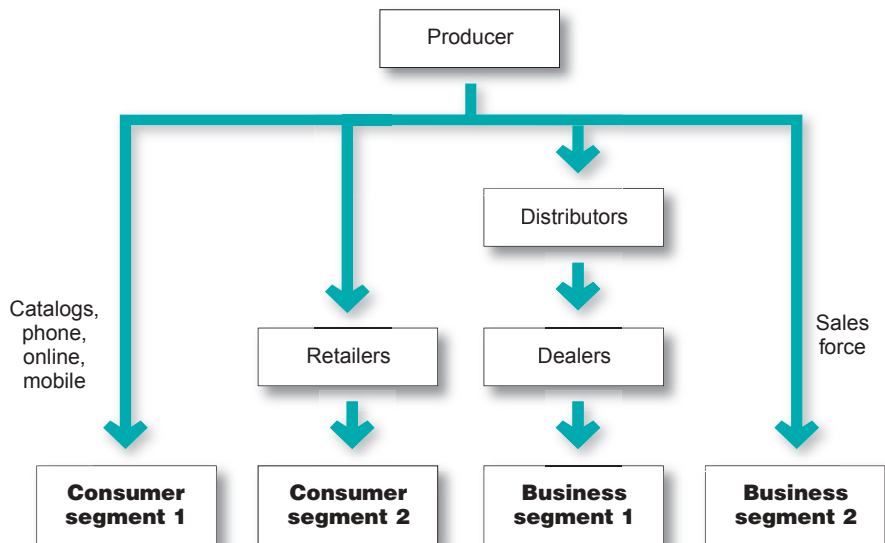 Producer
Distributors
Catalogs,
phone,
online,
mobile
Sales
force
Retailers
Dealers
Consumer
segment 1
Consumer
segment 2
Business
segment 1
Business
segment 2